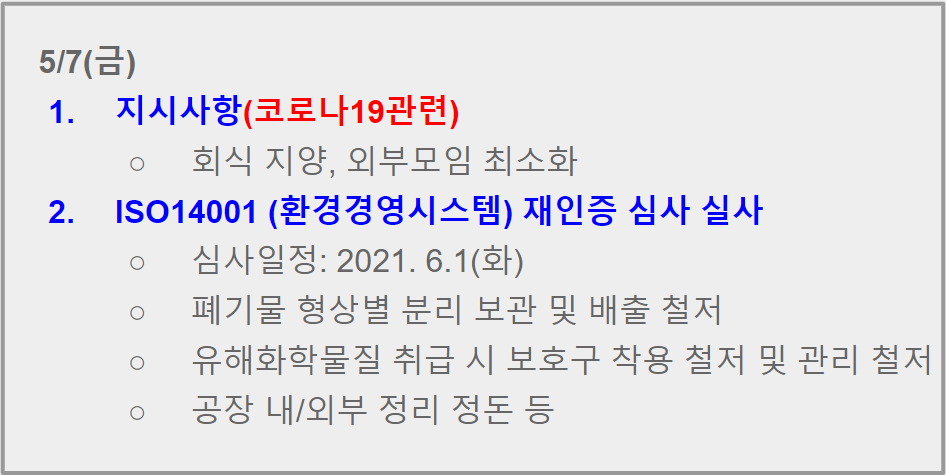 5/7(금)
1. 지시사항(코로나19관련)
○ 회식 지양, 외부모임 최소화
2. ISO14001 (환경경영시스템) 재인증 심사 실사
○ 심사일정: 2021. 6.1(화)
○ 폐기물 형상별 분리 보관 및 배출 철저
○ 유해화학물질 취급 시 보호구 착용 철저 및 관리 철저
○ 공장 내/외부 정리 정돈 등